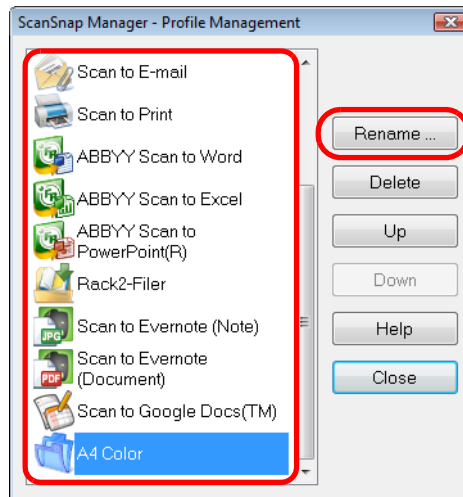 ScanSnap Manager - Profile Management
Scan to E-mail
Scan to Print
ABBYY Scan to Word
ABBYY Scan to Excel
ABBYY Scan to
PowerPoint(R)
Rack2-Filer
JPG
Scan to Evernote (Note)
PDF
Scan to Evernote
(Document)
Scan to Google Docs(TM)
A4 Color
Rename ...
Delete
Up
Down
Help
Close